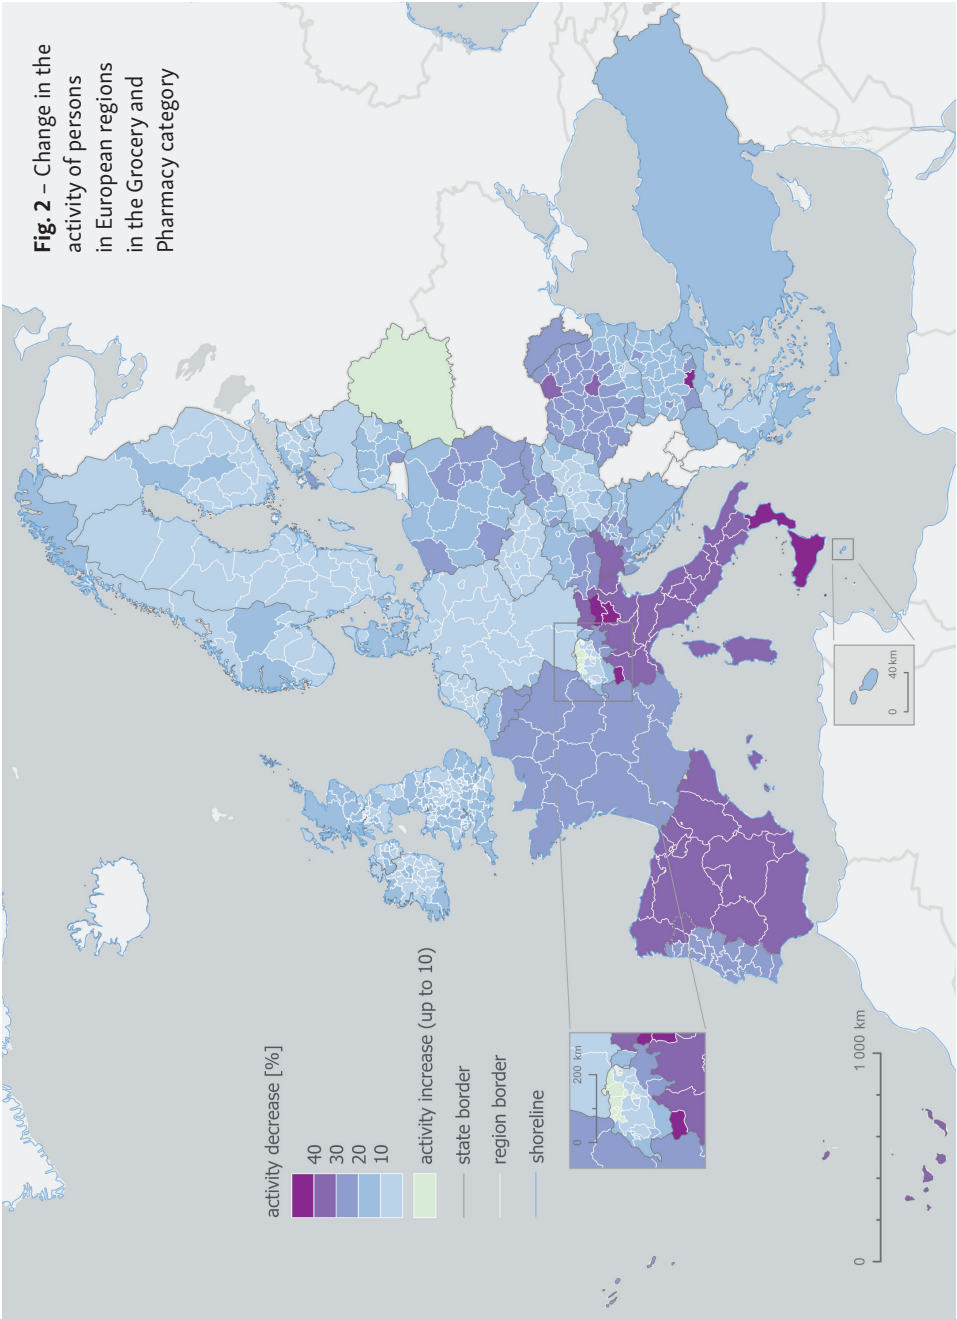 Fig. 2 – Change in the
activity of persons
in European regions
in the Grocery and
Pharmacy category
activity decrease [%]
40
30
20
10
activity increase (up to 10)
state border
region border
shoreline
0 200 km
0 40 km
0 1 000 km